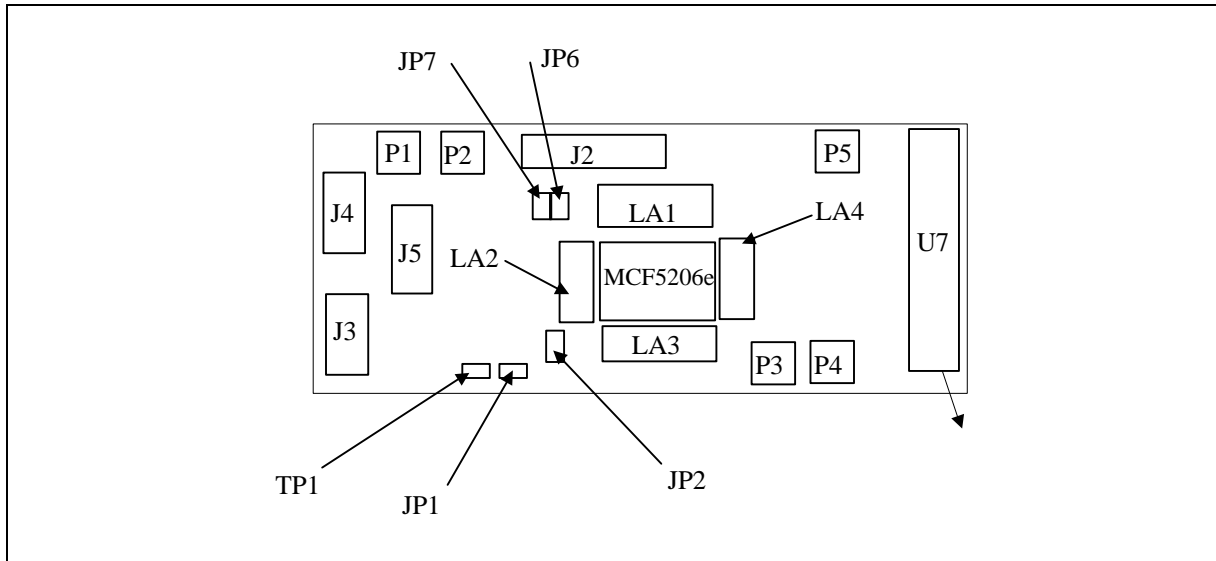 JP7 JP6
P1 P2 J2 P5
J4 LA1 LA4
J5 U7
LA2 MCF5206e
J3 LA3
P3 P4
TP1 JP1 JP2